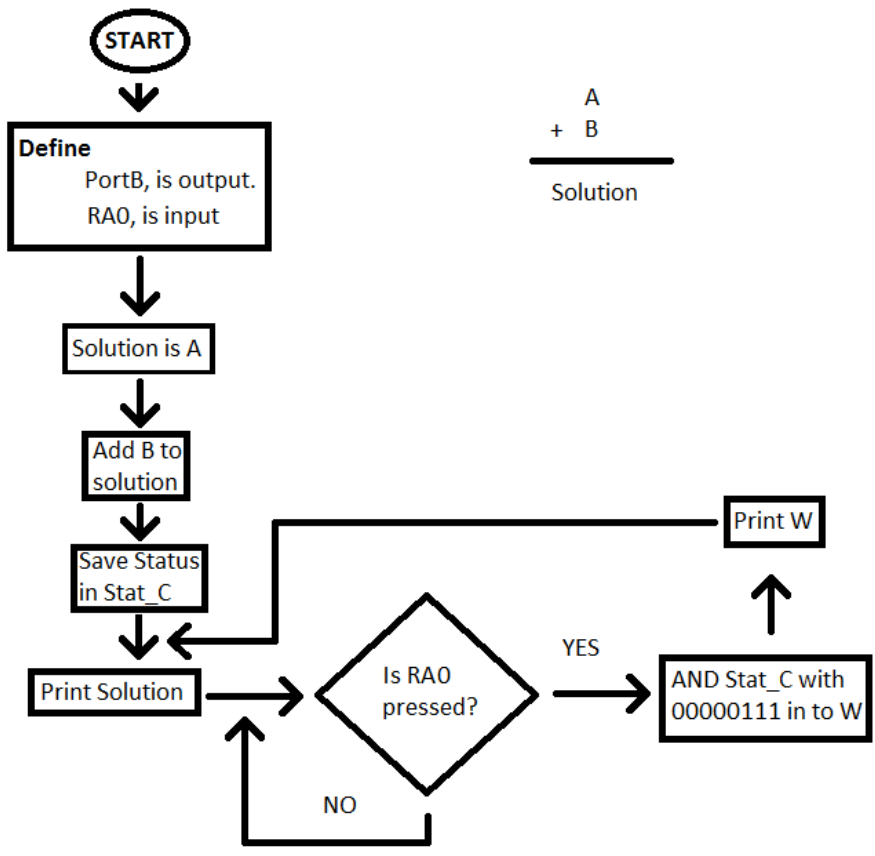 START
Define
PortB, is output.
RA0, is input
A
+ B
Solution
Solution is A
Add B to
solution
Save Status
in Stat_C
Print Solution
Is RA0
pressed?
YES
NO
AND Stat_C with
00000111 in to W
Print W